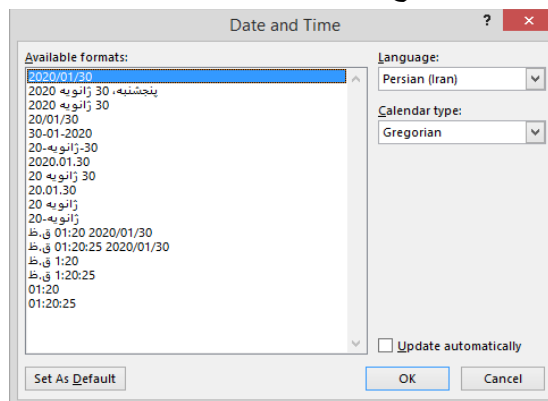 Date and Time
? ×
Available formats:
2020/01/30
پنجشنبه، 30 ژانویه 2020
30 ژانویه 2020
20/01/30
30-01-2020
30-ژانویه-20
2020.01.30
30 ژانویه 20
20.01.30
ژانویه 20
ژانویه-20
2020/01/30 01:20 ق.ظ
2020/01/30 01:20:25 ق.ظ
1:20 ق.ظ
1:20:25 ق.ظ
01:20
01:20:25
Language:
Persian (Iran)
Calendar type:
Gregorian
Update automatically
Set As Default
OK
Cancel